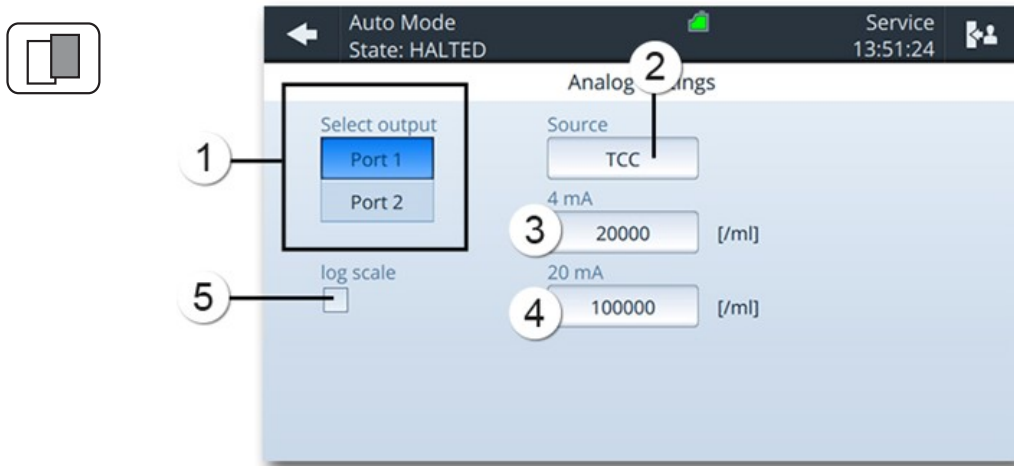 Auto Mode
State: HALTED
Service
13:51:24
2
Analog ings
1
Select output
Port 1
Port 2
Source
TCC
4 mA
3
20000 [/ml]
5
log scale
20 mA
4
100000 [/ml]